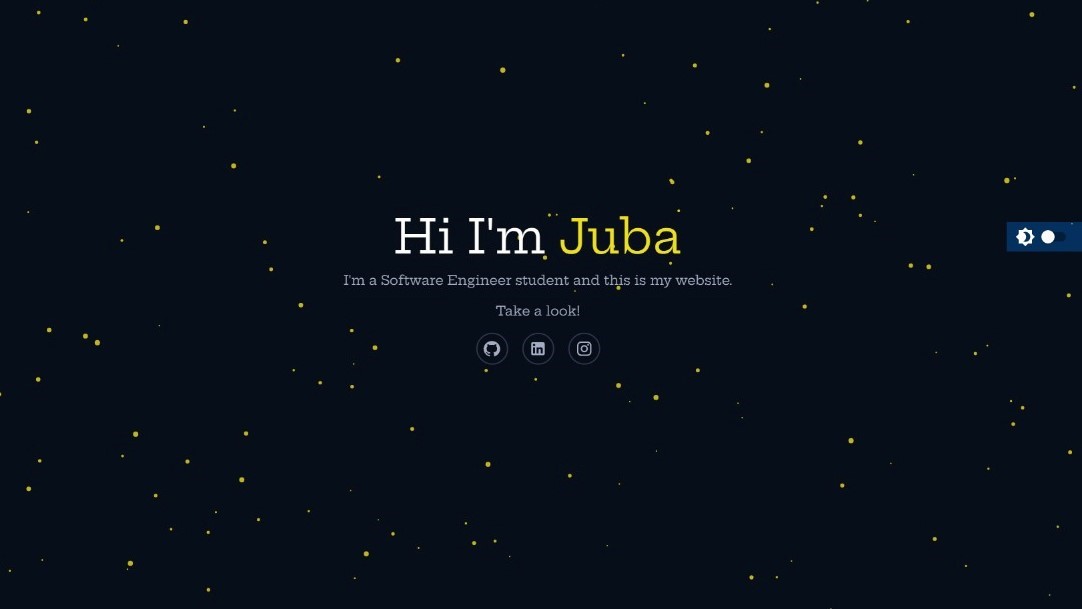 Hi I'm Juba
I'm a Software Engineer student and this is my website.
Take a look!